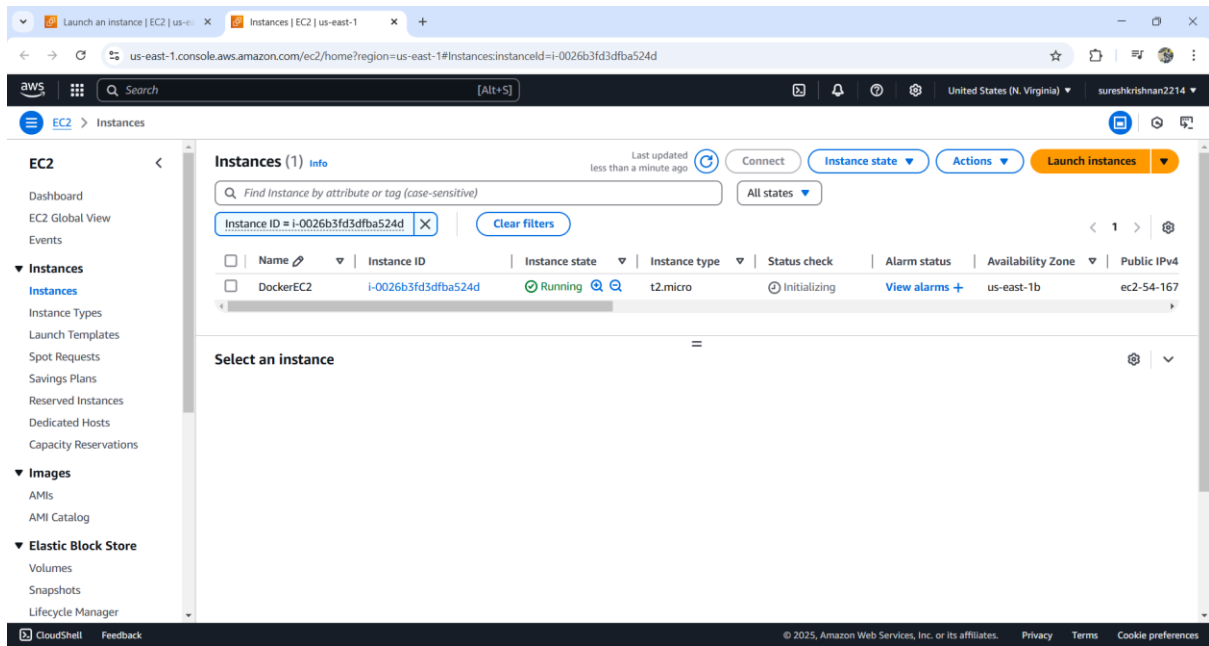 Launch an instance | EC2 | us-ea
Instances | EC2 | us-east-1
us-east-1.console.aws.amazon.com/ec2/home?region=us-east-1#Instances:instanceId=i-0026b3fd3dfba524d
aws Search [Alt+S] United States (N. Virginia) sureshkrishnan2214
EC2 > Instances
EC2
Dashboard
EC2 Global View
Events
Instances
Instances
Instance Types
Launch Templates
Spot Requests
Savings Plans
Reserved Instances
Dedicated Hosts
Capacity Reservations
Images
AMIs
AMI Catalog
Elastic Block Store
Volumes
Snapshots
Lifecycle Manager
Instances (1) Info
Last updated
less than a minute ago
Connect Instance state Actions Launch instances
Find Instance by attribute or tag (case-sensitive) All states
Instance ID = i-0026b3fd3dfba524d Clear filters
1
Name Instance ID Instance state Instance type Status check Alarm status Availability Zone Public IPv4
DockerEC2 i-0026b3fd3dfba524d Running t2.micro Initializing View alarms + us-east-1b ec2-54-167
Select an instance
CloudShell Feedback © 2025, Amazon Web Services, Inc. or its affiliates. Privacy Terms Cookie preferences